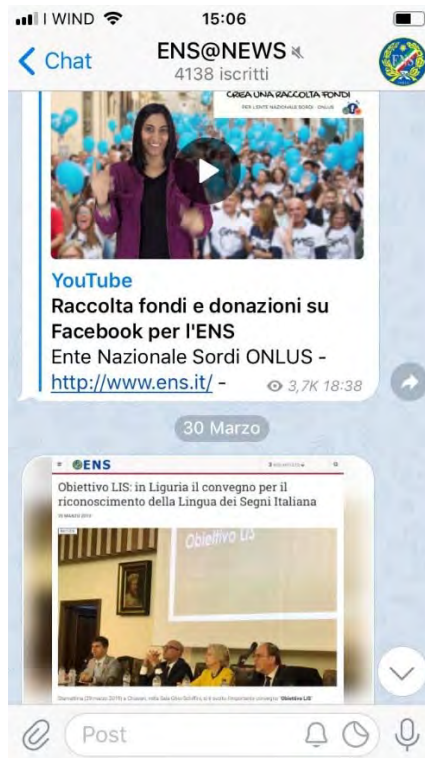 I WIND 15:06
Chat ENS@NEWS
4138 iscritti
CREA UNA RACCOLTA FONDI
PER L'ENTE NAZIONALE SORDI - ONLUS
YouTube
Raccolta fondi e donazioni su
Facebook per l'ENS
Ente Nazionale Sordi ONLUS -
http://www.ens.it/ - 3,7K 18:38
30 Marzo
ENS
Obiettivo LIS: in Liguria il convegno per il
riconoscimento della Lingua dei Segni Italiana
Obiettivo LIS
Post